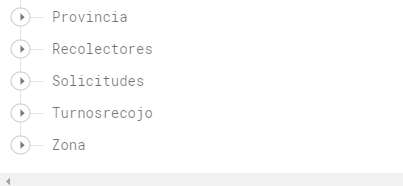 Provincia
Recolectores
Solicitudes
Turnosrecojo
Zona